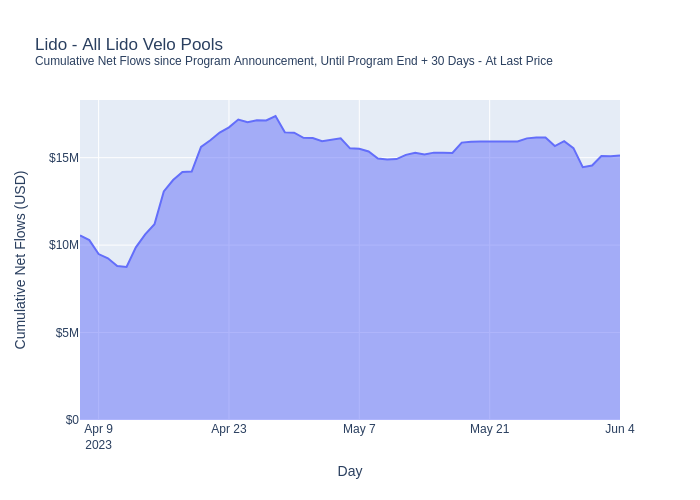 Lido - All Lido Velo Pools
Cumulative Net Flows since Program Announcement, Until Program End + 30 Days - At Last Price
Cumulative Net Flows (USD)
$15M
$10M
$5M
$0
Apr 9
2023
Apr 23
May 7
May 21
Jun 4
Day